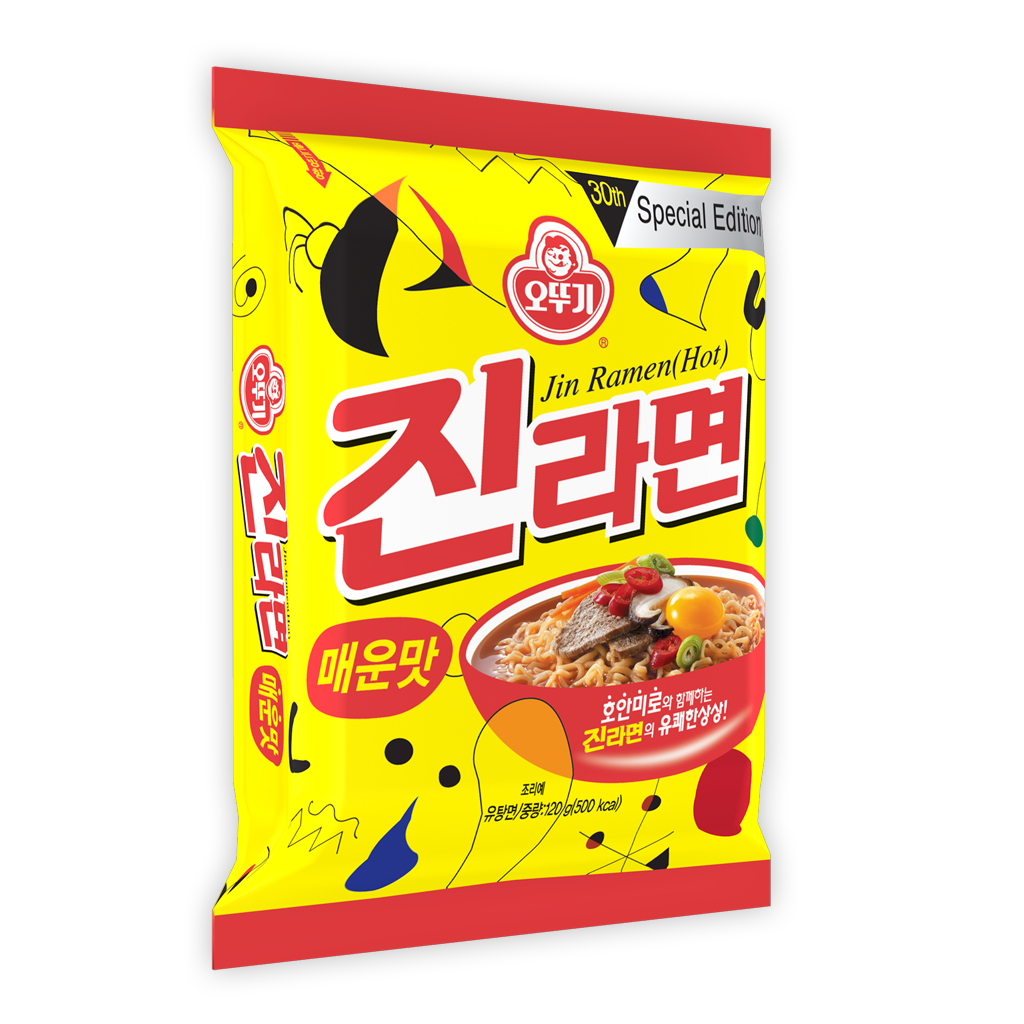 30th Special Edition
오뚜기
®
Jin Ramen(Hot)
진라면
매운맛
호안미로와 함께하는
진라면의 유쾌한상상!
조리예
유탕면/중량:120 g(500 kcal)
오뚜기
®
진라면
매운맛